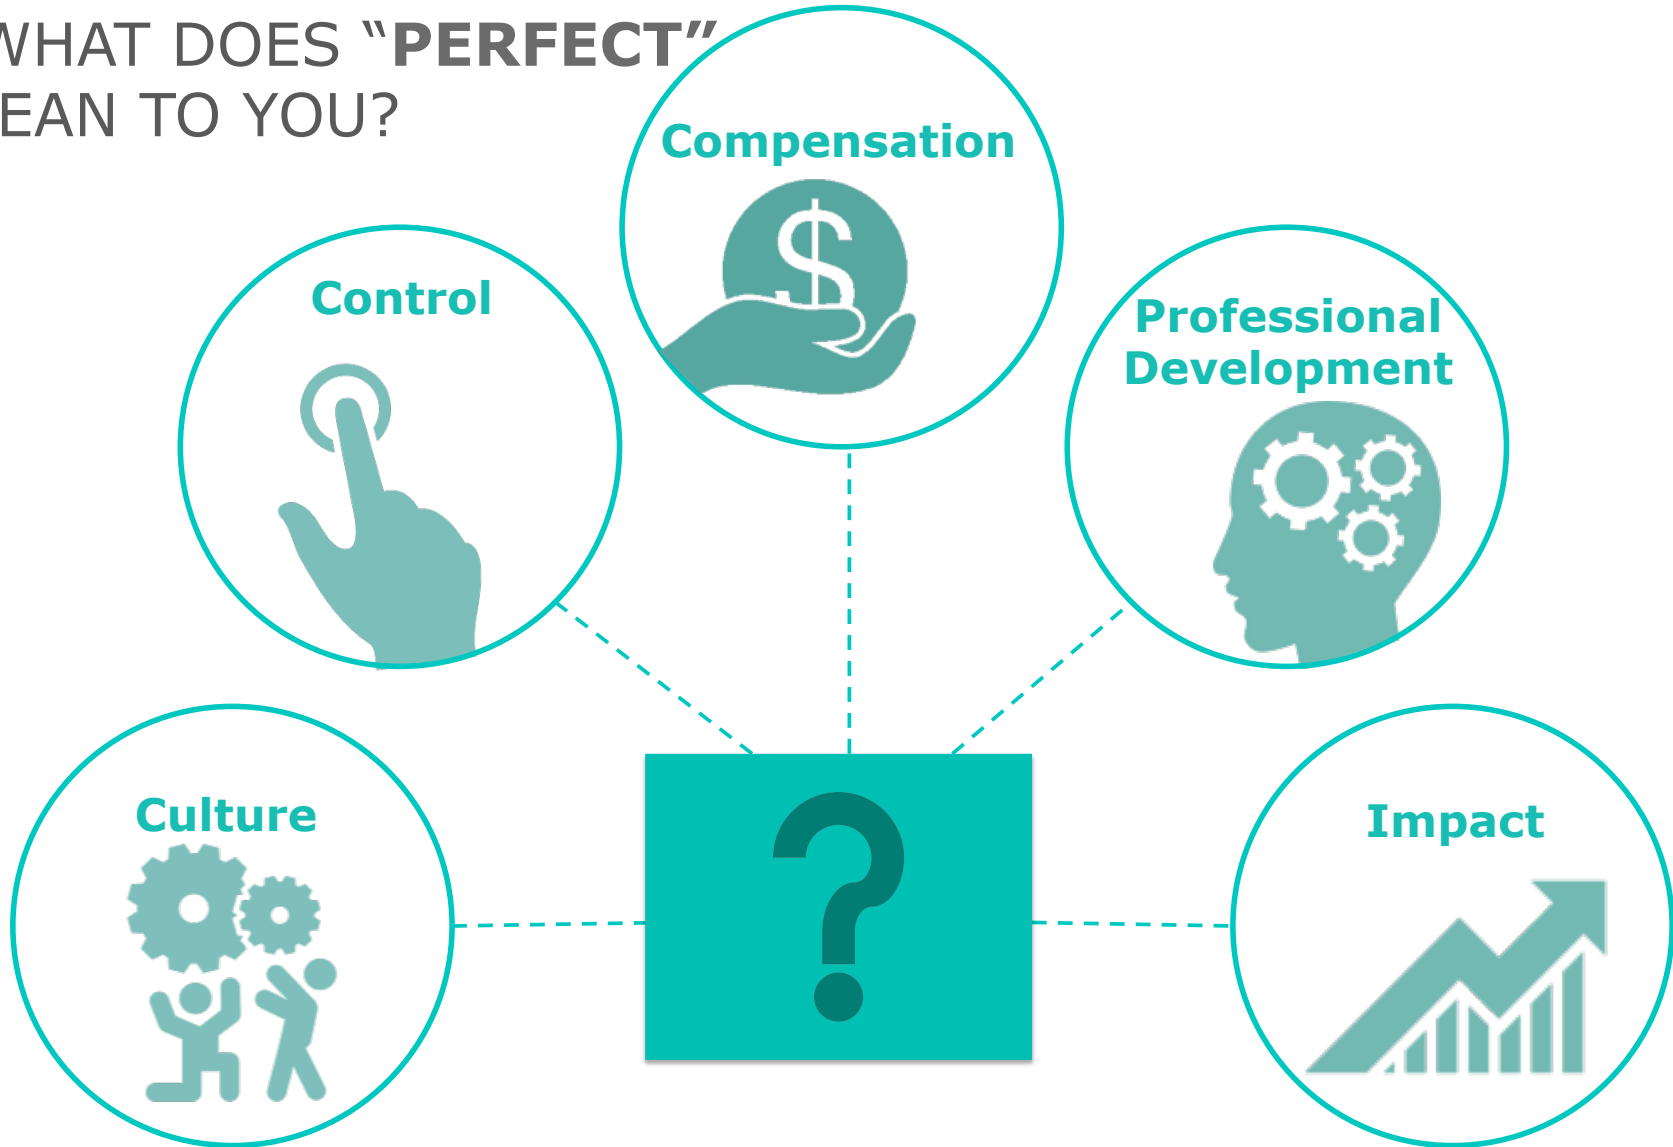 WHAT DOES “PERFECT”
EAN TO YOU?
Compensation
Control
Professional
Development
Culture
Impact
$
?